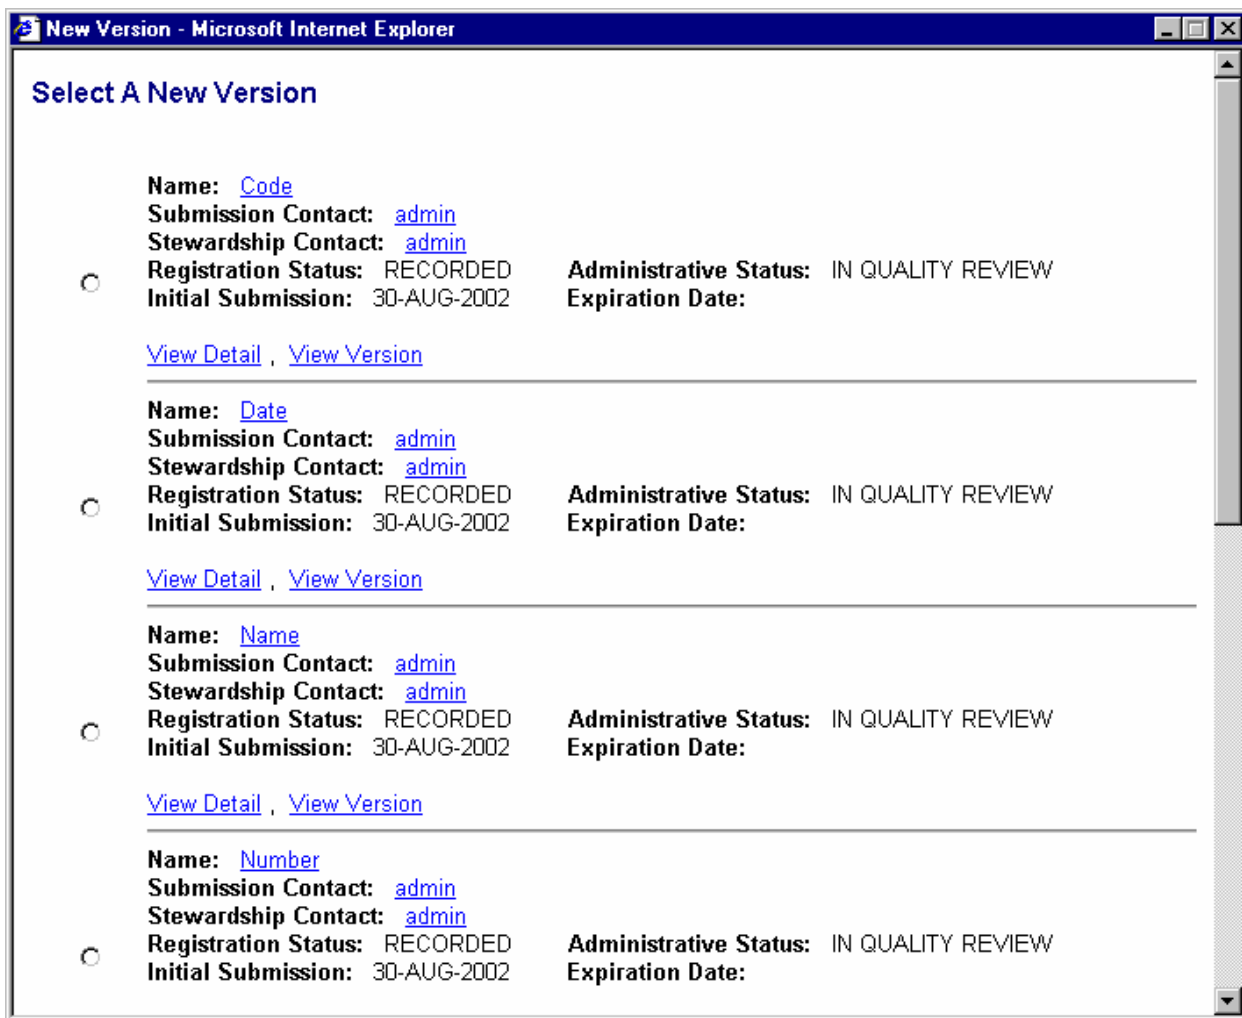 New Version - Microsoft Internet Explorer
Select A New Version
Name: Code
Submission Contact: admin
Stewardship Contact: admin
Registration Status: RECORDED Administrative Status: IN QUALITY REVIEW
Initial Submission: 30-AUG-2002 Expiration Date:
View Detail , View Version
Name: Date
Submission Contact: admin
Stewardship Contact: admin
Registration Status: RECORDED Administrative Status: IN QUALITY REVIEW
Initial Submission: 30-AUG-2002 Expiration Date:
View Detail , View Version
Name: Name
Submission Contact: admin
Stewardship Contact: admin
Registration Status: RECORDED Administrative Status: IN QUALITY REVIEW
Initial Submission: 30-AUG-2002 Expiration Date:
View Detail , View Version
Name: Number
Submission Contact: admin
Stewardship Contact: admin
Registration Status: RECORDED Administrative Status: IN QUALITY REVIEW
Initial Submission: 30-AUG-2002 Expiration Date: